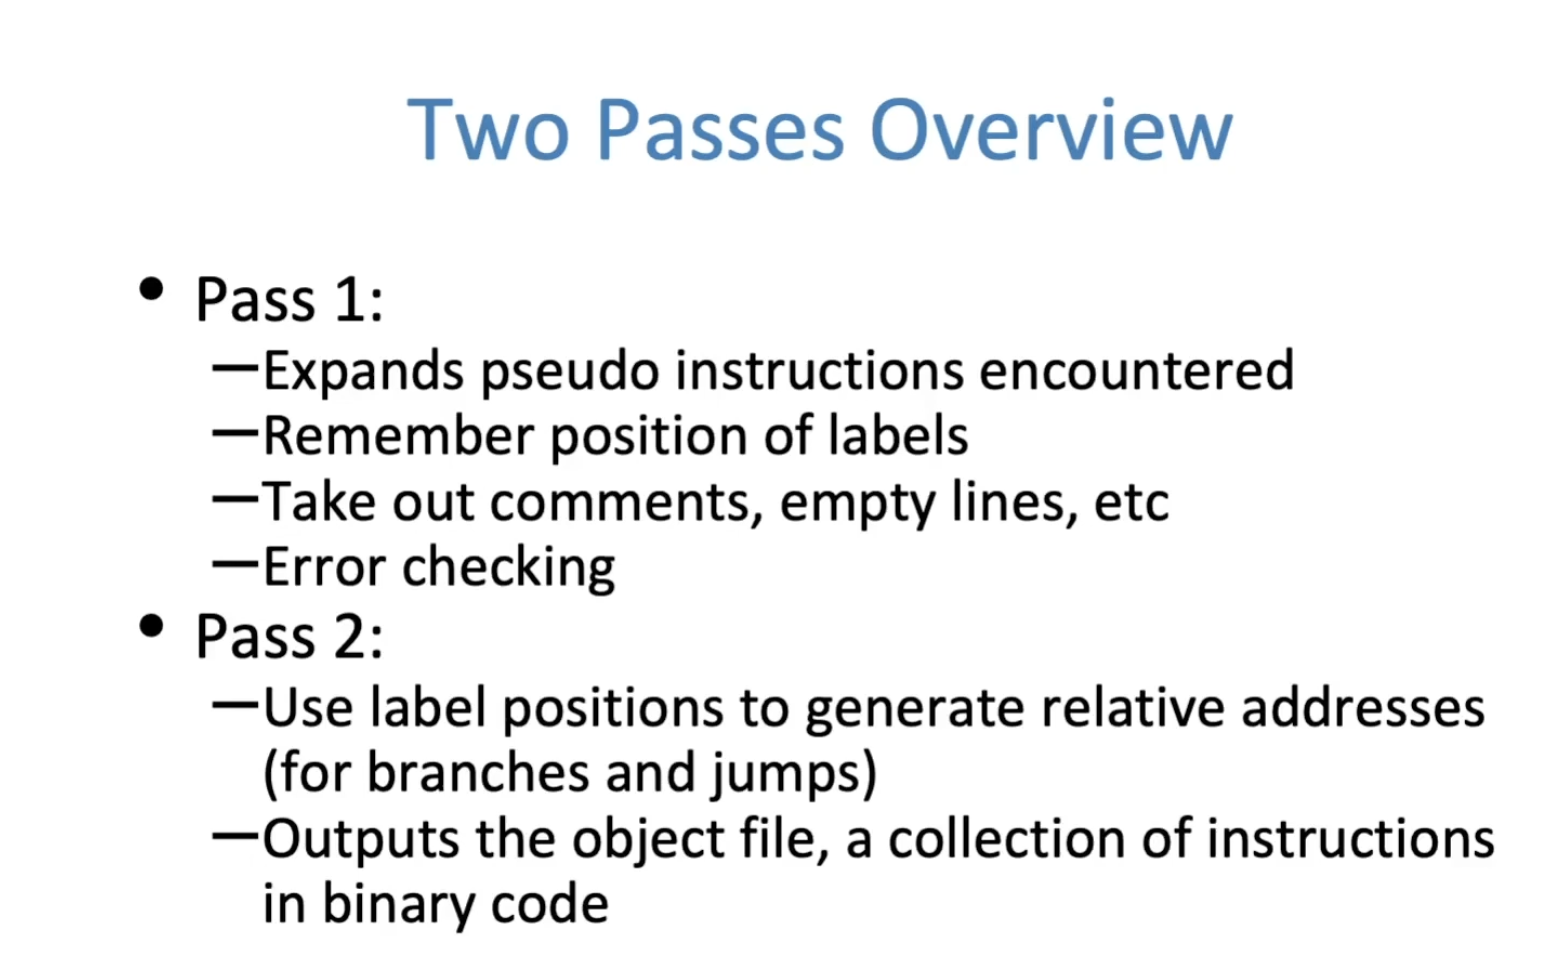 Two Passes Overview
• Pass 1:
—Expands pseudo instructions encountered
—Remember position of labels
—Take out comments, empty lines, etc
—Error checking
• Pass 2:
—Use label positions to generate relative addresses
(for branches and jumps)
—Outputs the object file, a collection of instructions
in binary code